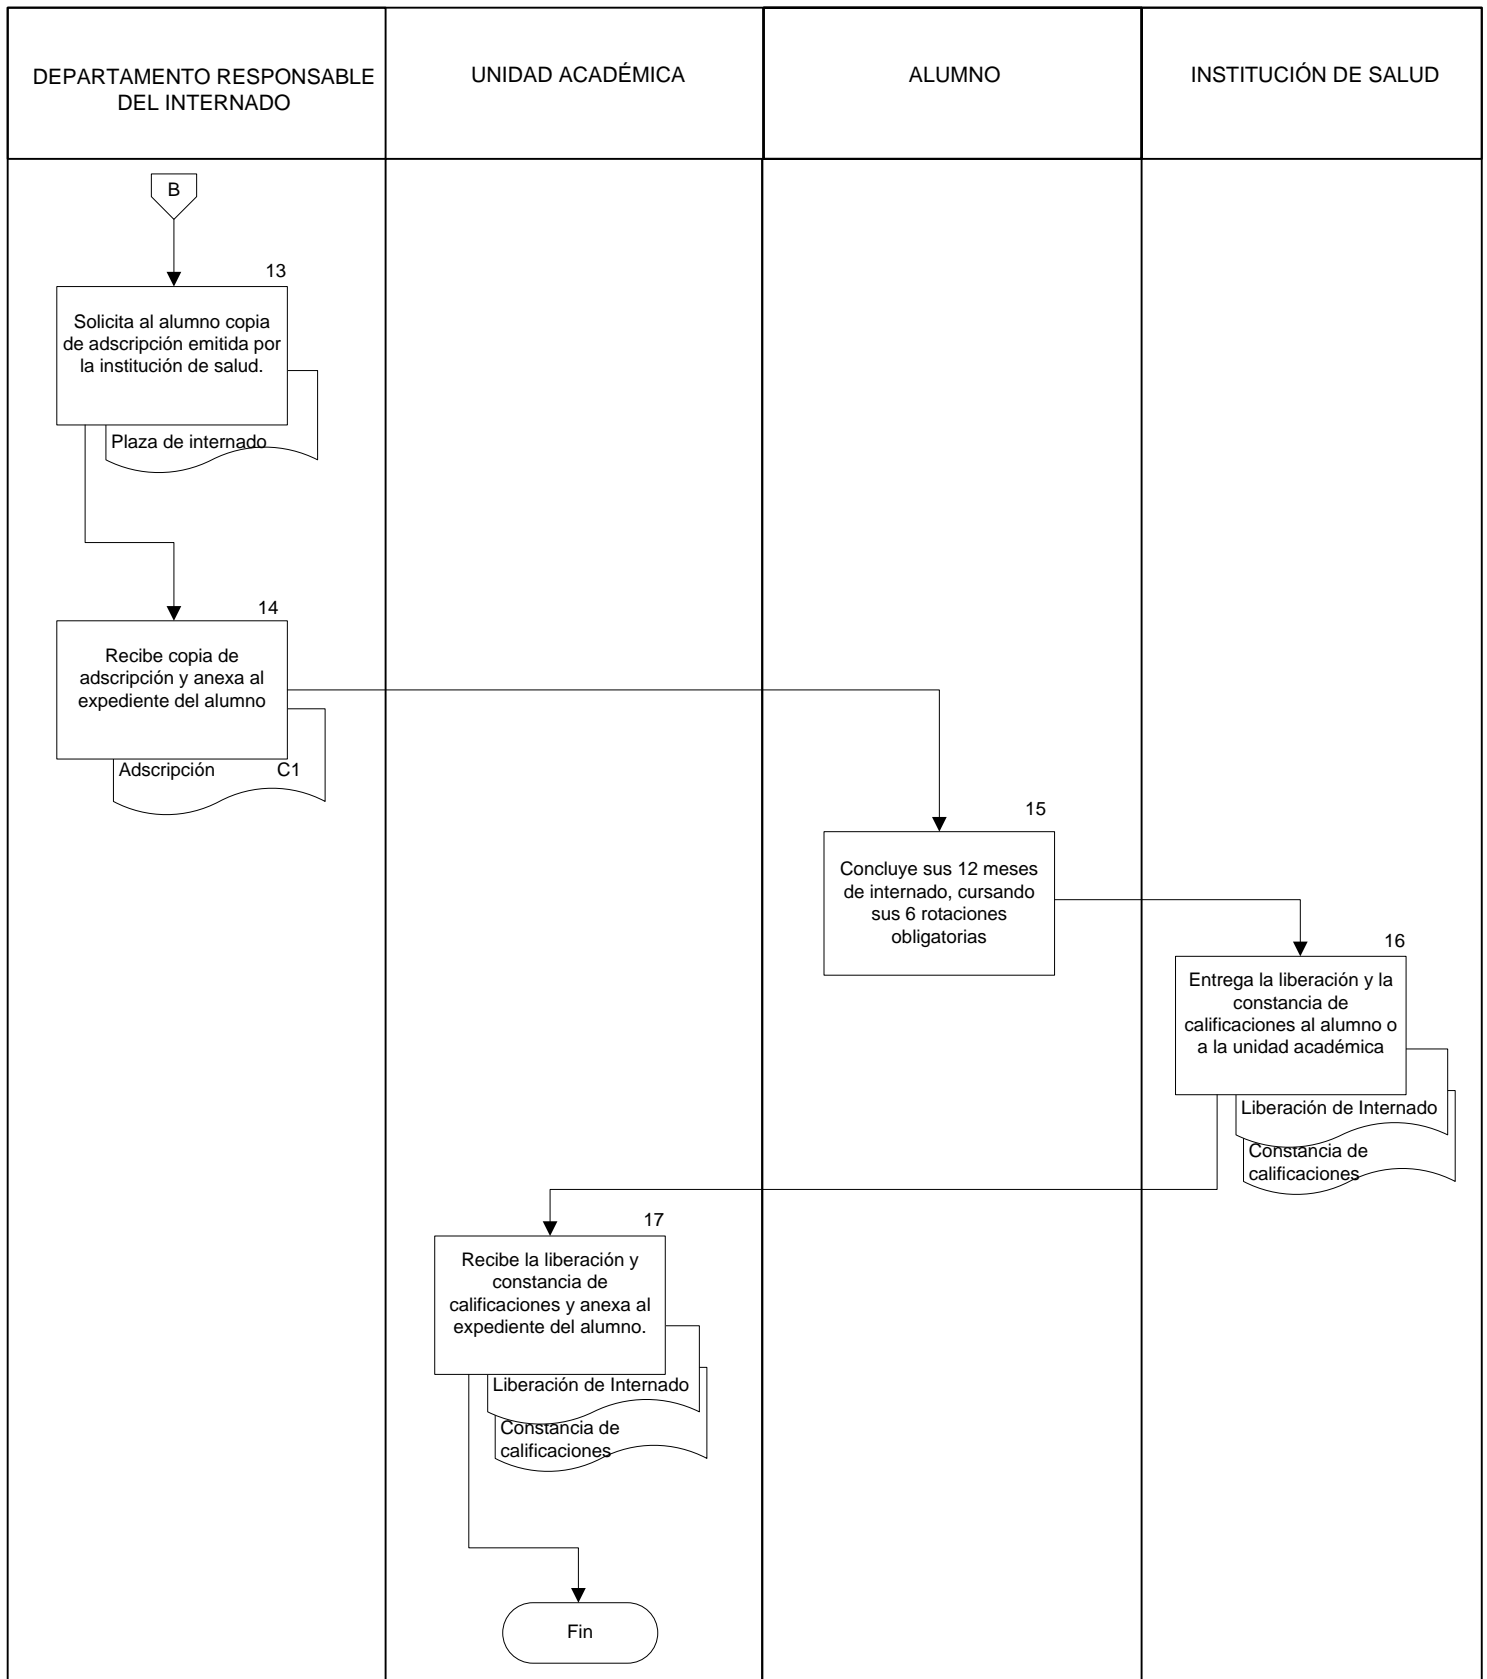 DEPARTAMENTO RESPONSABLE
DEL INTERNADO
UNIDAD ACADÉMICA
ALUMNO
INSTITUCIÓN DE SALUD
B
13
Solicita al alumno copia
de adscripción emitida por
la institución de salud.
Plaza de internado
14
Recibe copia de
adscripción y anexa al
expediente del alumno
Adscripción C1
15
Concluye sus 12 meses
de internado, cursando
sus 6 rotaciones
obligatorias
16
Entrega la liberación y la
constancia de
calificaciones al alumno o
a la unidad académica
Liberación de Internado
Constancia de
calificaciones
17
Recibe la liberación y
constancia de
calificaciones y anexa al
expediente del alumno.
Liberación de Internado
Constancia de
calificaciones
Fin